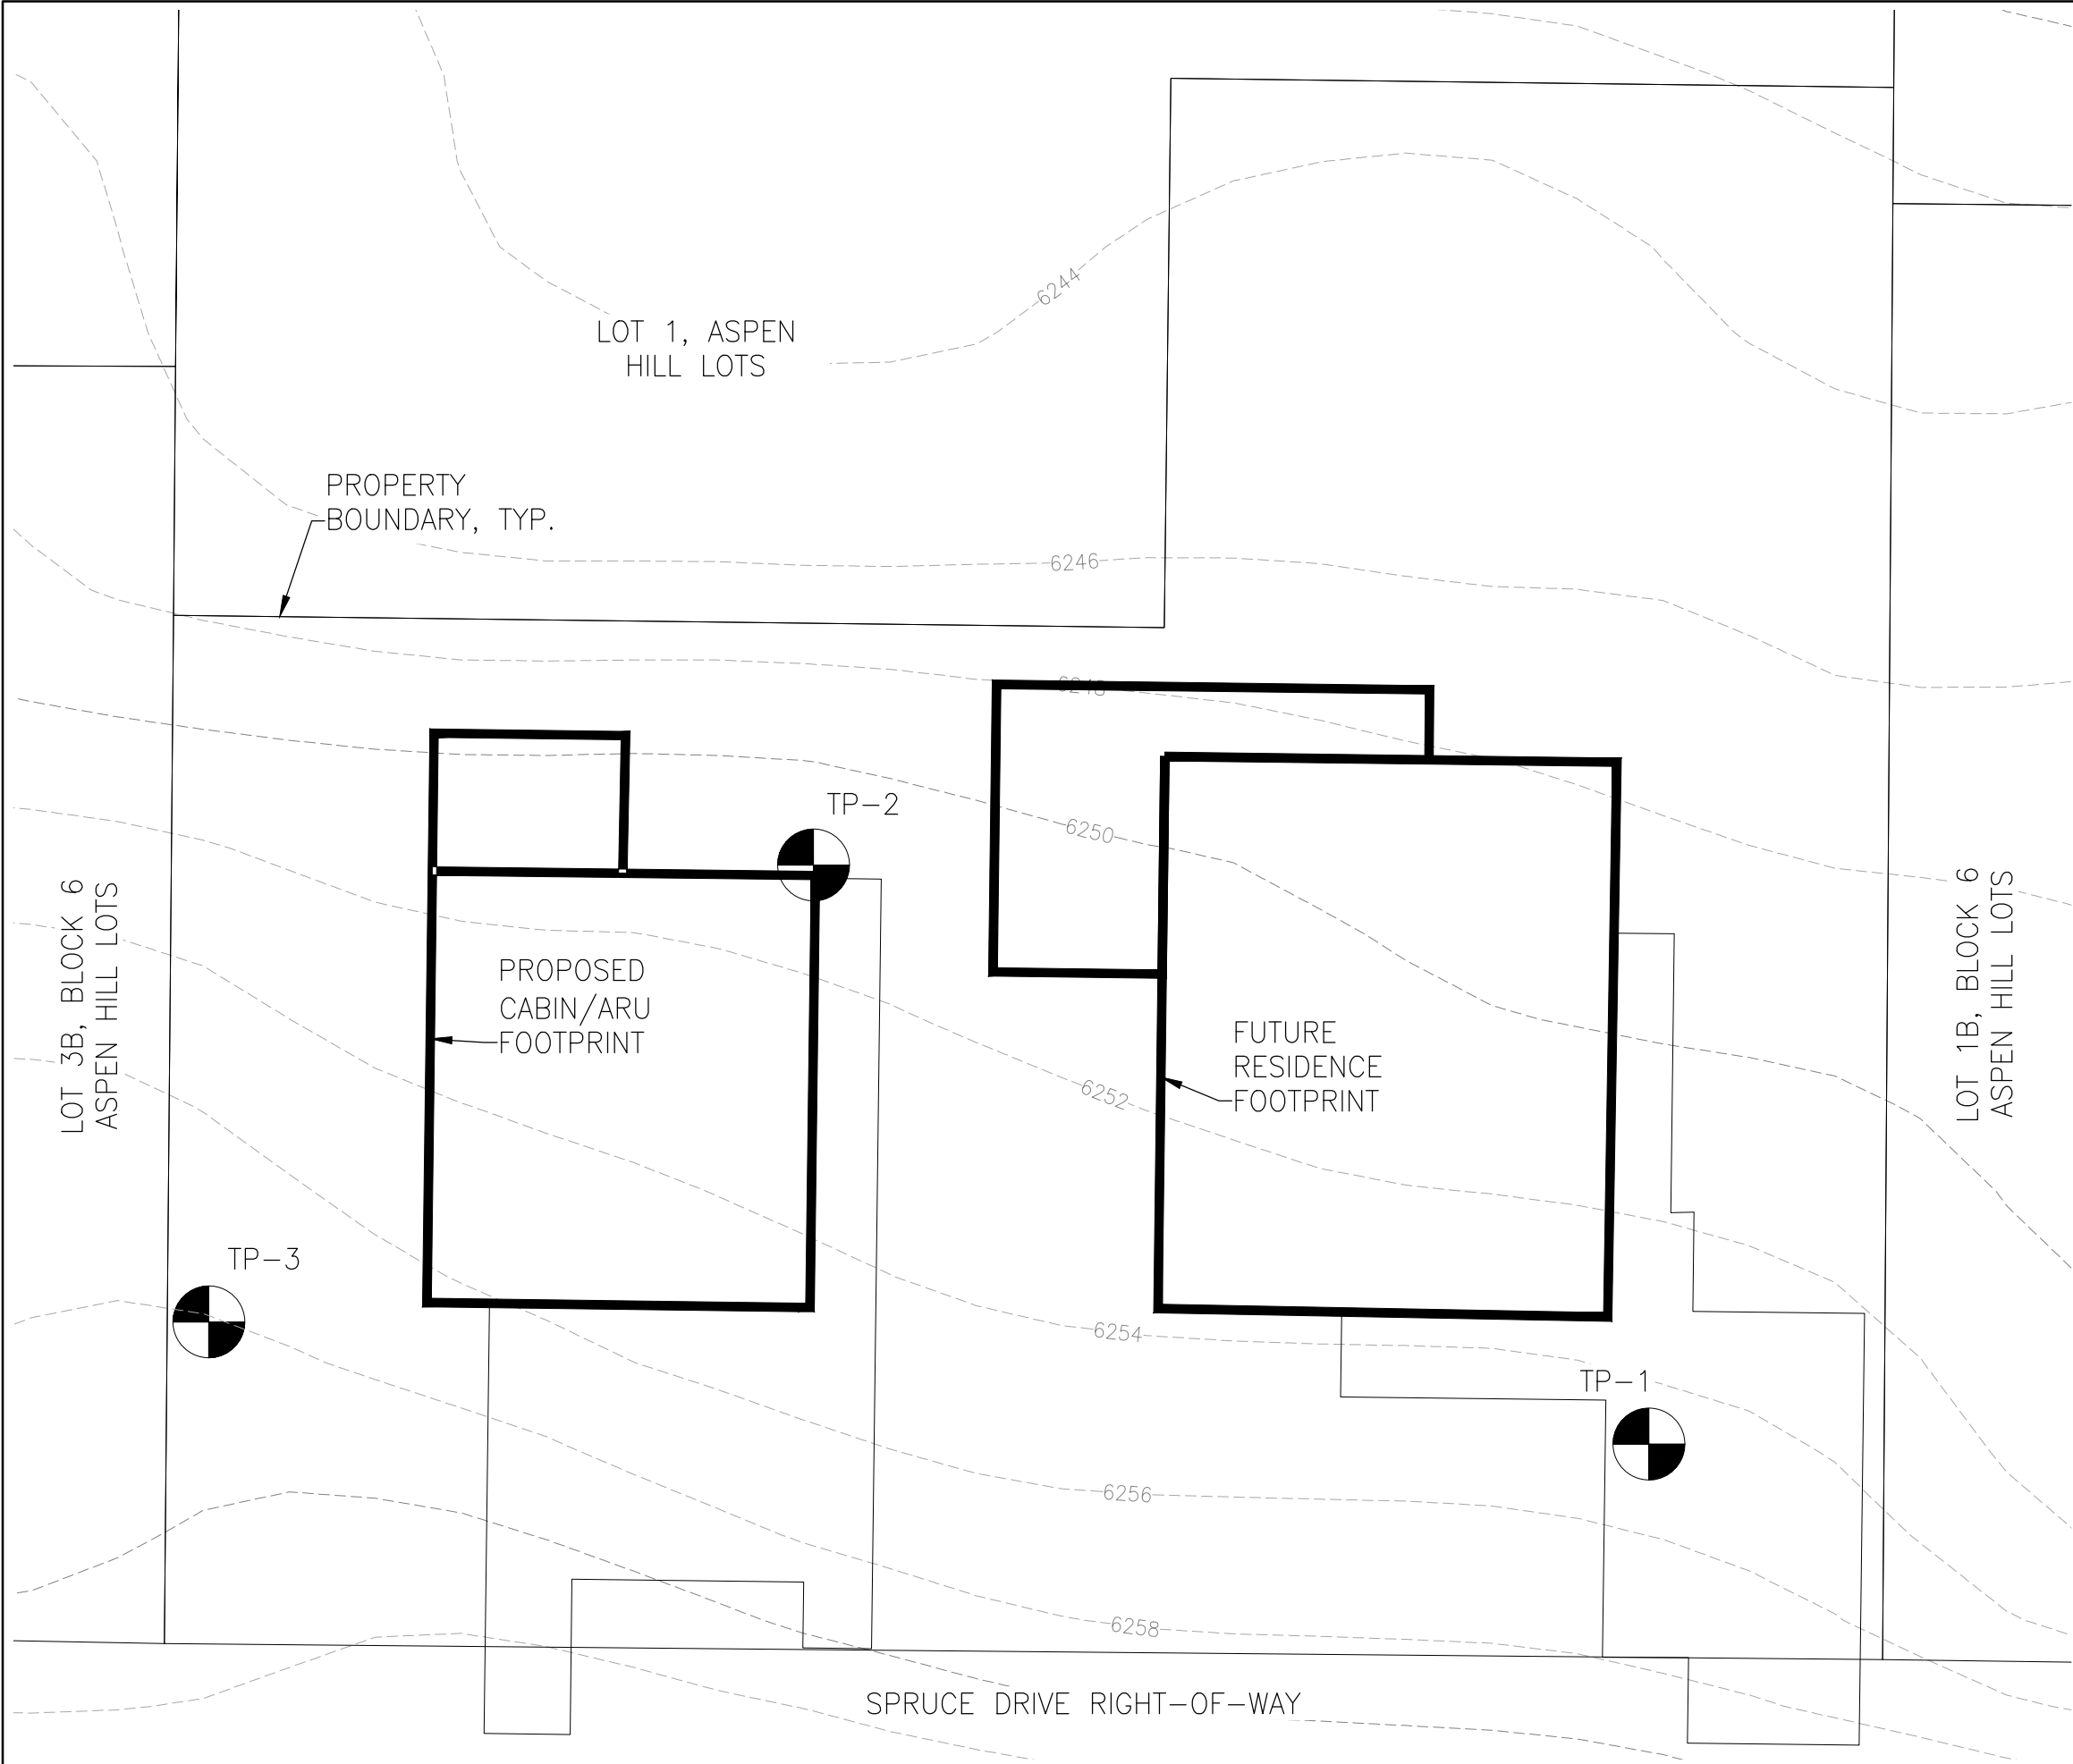 6244
LOT 1, ASPEN
HILL LOTS
PROPERTY
BOUNDARY, TYP.
6246
6248
TP-2
6250
LOT 3B, BLOCK 6
ASPEN HILL LOTS
PROPOSED
CABIN/ARU
FOOTPRINT
FUTURE
RESIDENCE
FOOTPRINT
LOT 1B, BLOCK 6
ASPEN HILL LOTS
6252
TP-3
6254
TP-1
6256
6258
SPRUCE DRIVE RIGHT-OF-WAY